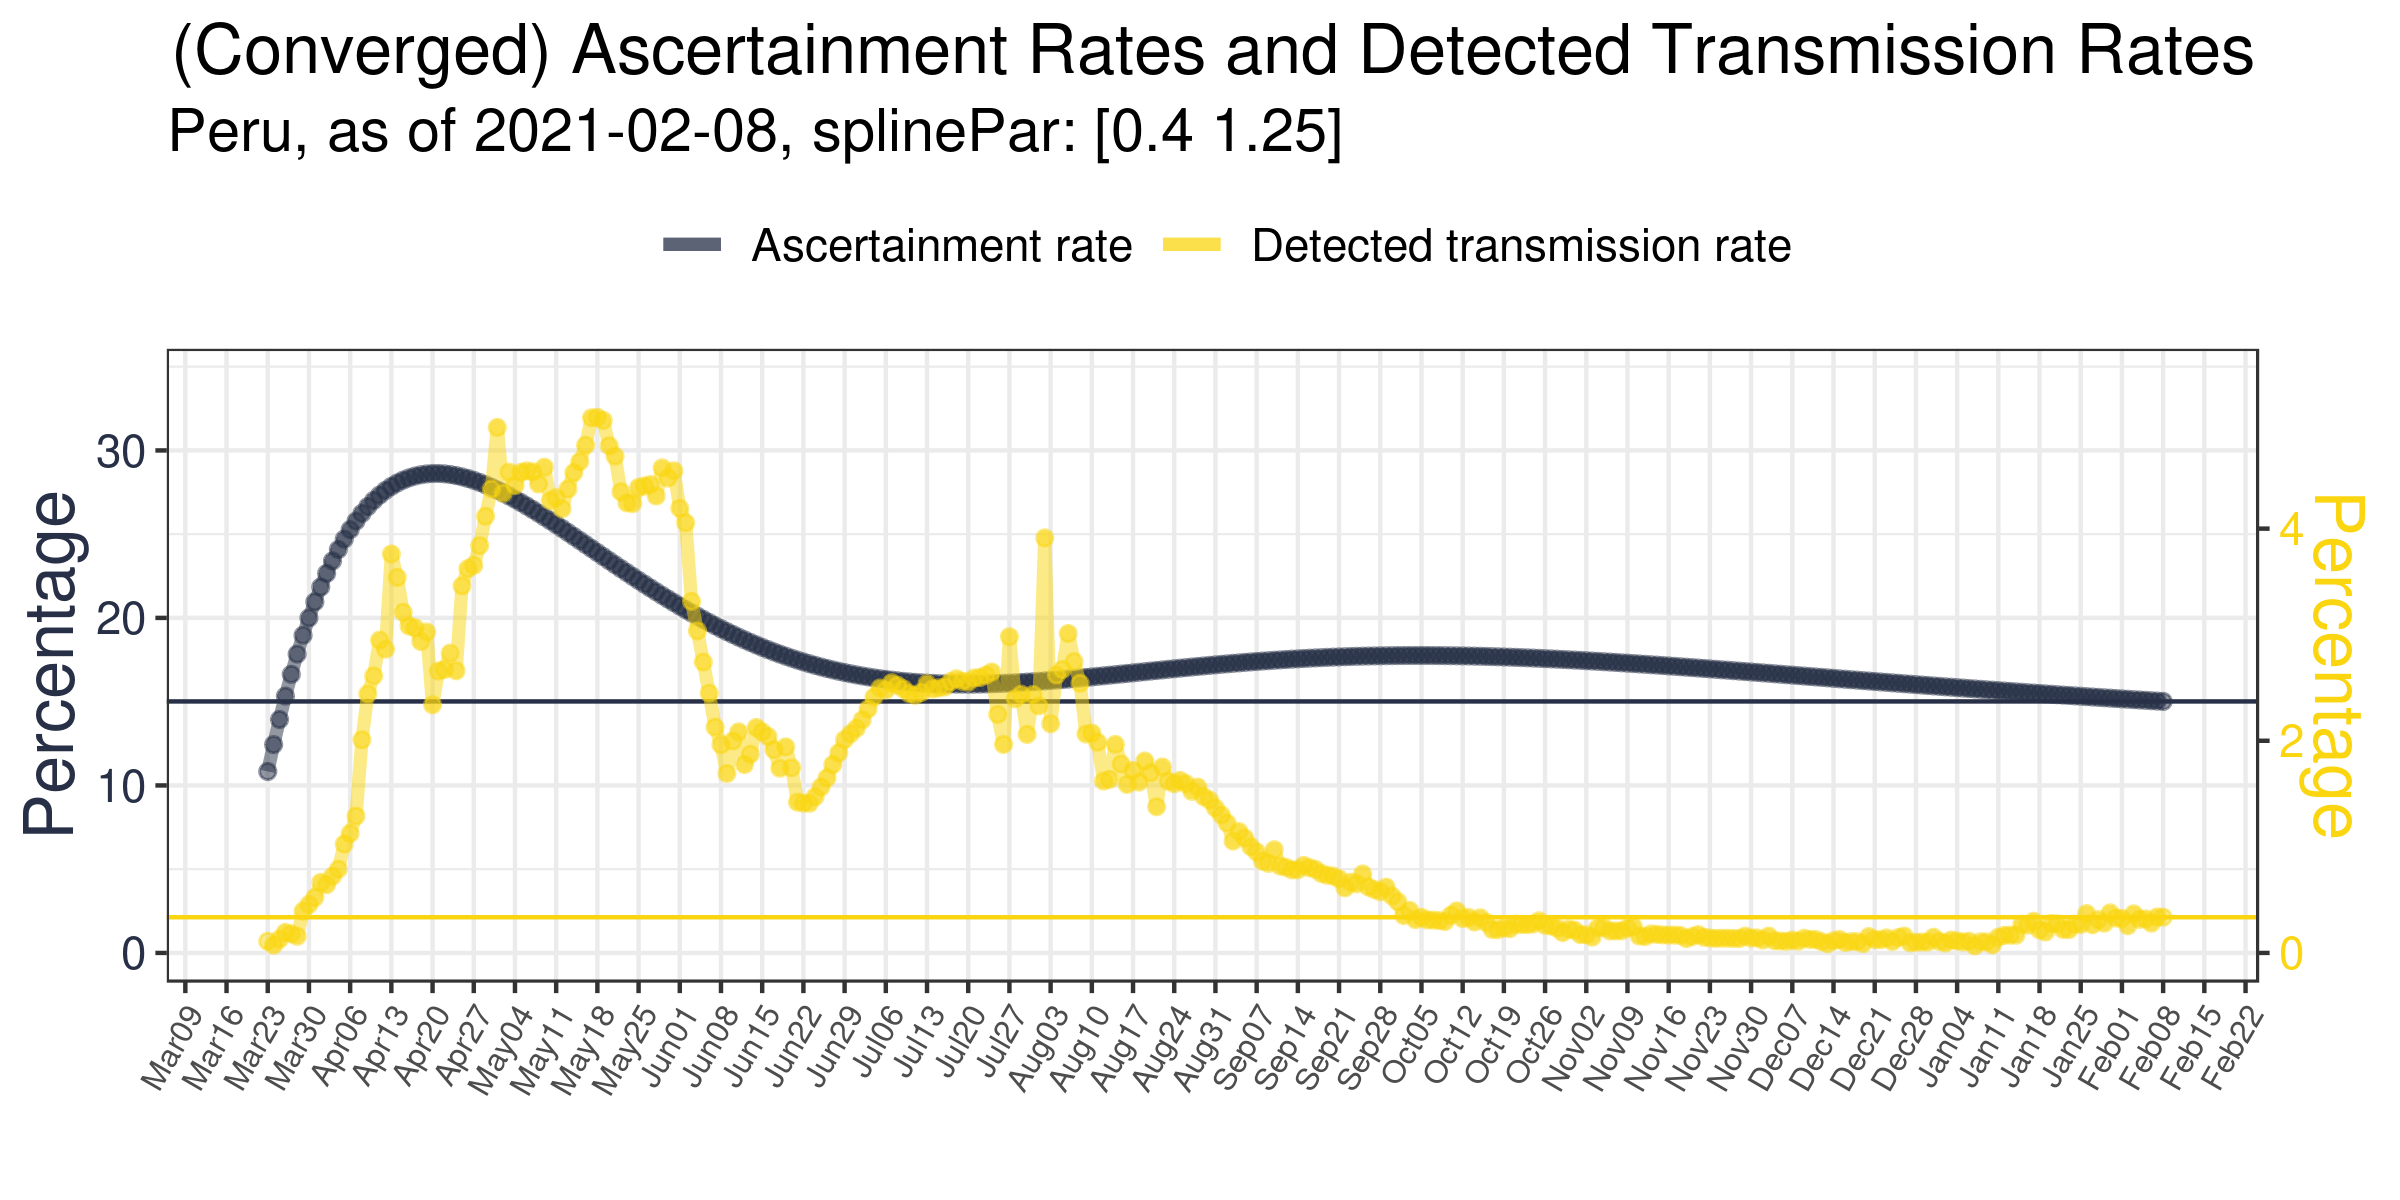 (Converged) Ascertainment Rates and Detected Transmission Rates
Peru, as of 2021-02-08, splinePar: [0.4 1.25]
Ascertainment rate Detected transmission rate
Percentage
30
20
10
0
4
2
0
Percentage
Mar09 Mar16 Mar23 Mar30 Apr06 Apr13 Apr20 Apr27 May04 May11 May18 May25 Jun01 Jun08 Jun15 Jun22 Jun29 Jul06 Jul13 Jul20 Jul27 Aug03 Aug10 Aug17 Aug24 Aug31 Sep07 Sep14 Sep21 Sep28 Oct05 Oct12 Oct19 Oct26 Nov02 Nov09 Nov16 Nov23 Nov30 Dec07 Dec14 Dec21 Dec28 Jan04 Jan11 Jan18 Jan25 Feb01 Feb08 Feb15 Feb22